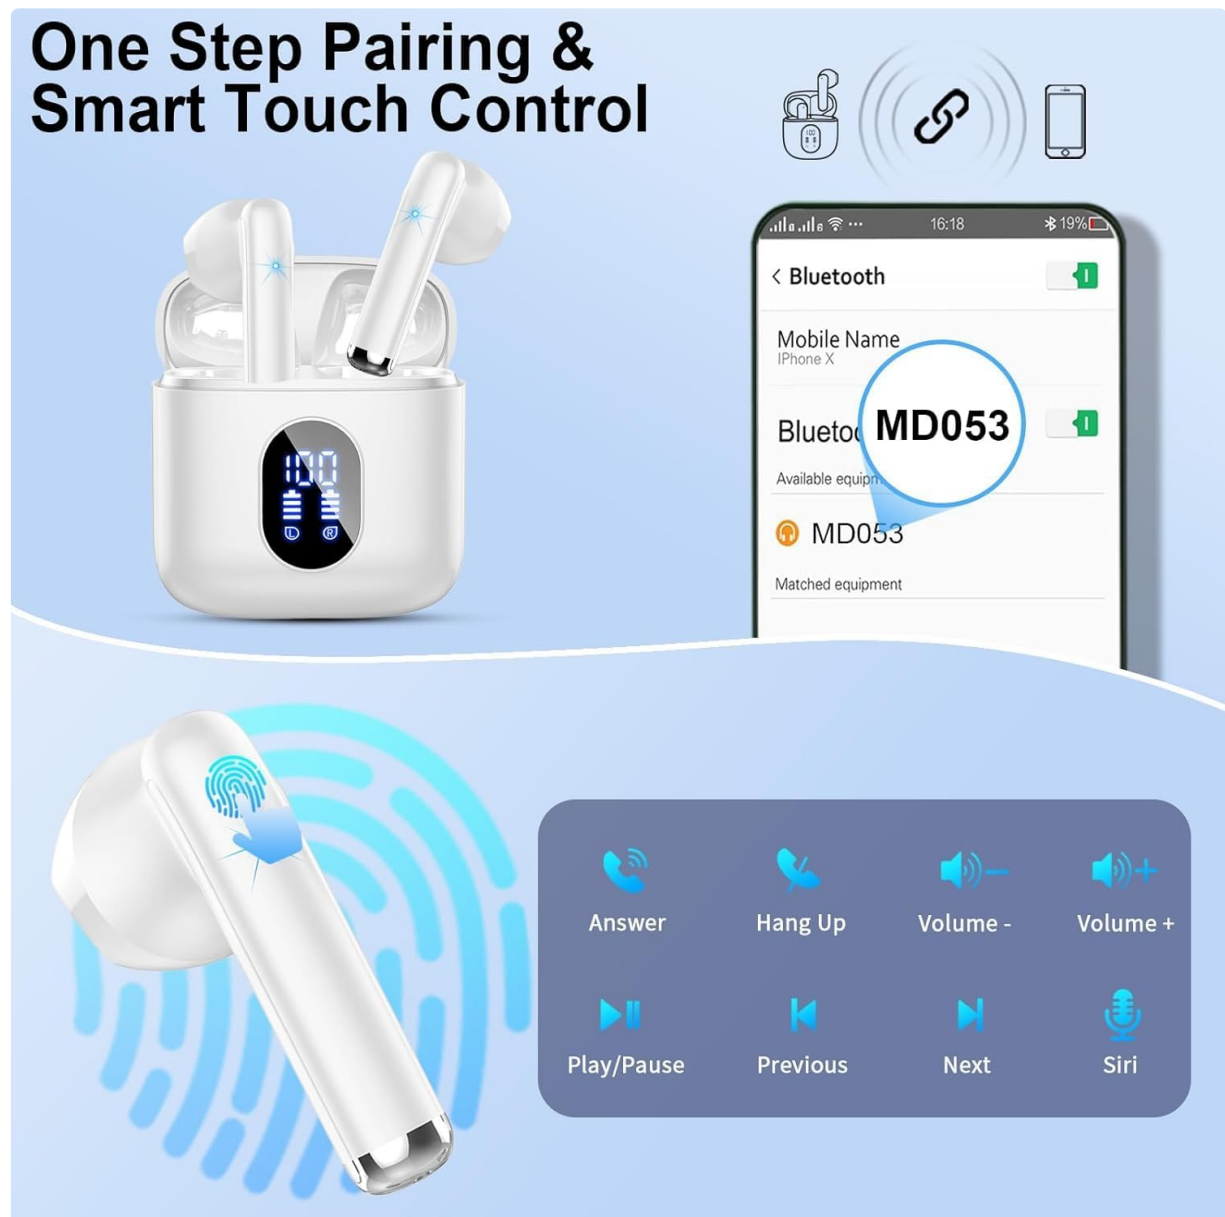 One Step Pairing &
Smart Touch Control
16:18
19%
< Bluetooth
Mobile Name
IPhone X
MD053
Available
MD053
Matched equipment
100
L R
Answer
Hang Up
Volume -
Volume +
Play/Pause
Previous
Next
Siri